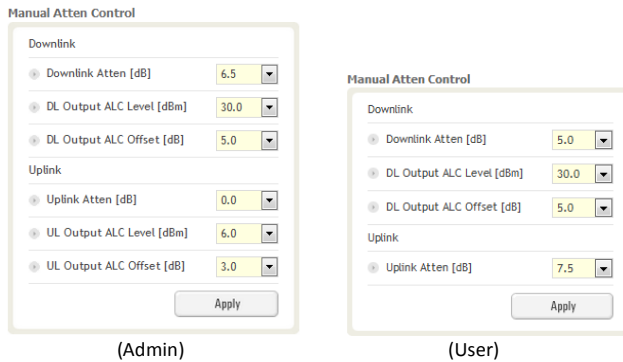 Manual Atten Control
Downlink
Downlink Atten [dB] 6.5
DL Output ALC Level [dBm] 30.0
DL Output ALC Offset [dB] 5.0
Uplink
Uplink Atten [dB] 0.0
UL Output ALC Level [dBm] 6.0
UL Output ALC Offset [dB] 3.0
Apply
(Admin)
Manual Atten Control
Downlink
Downlink Atten [dB] 5.0
DL Output ALC Level [dBm] 30.0
DL Output ALC Offset [dB] 5.0
Uplink
Uplink Atten [dB] 7.5
Apply
(User)